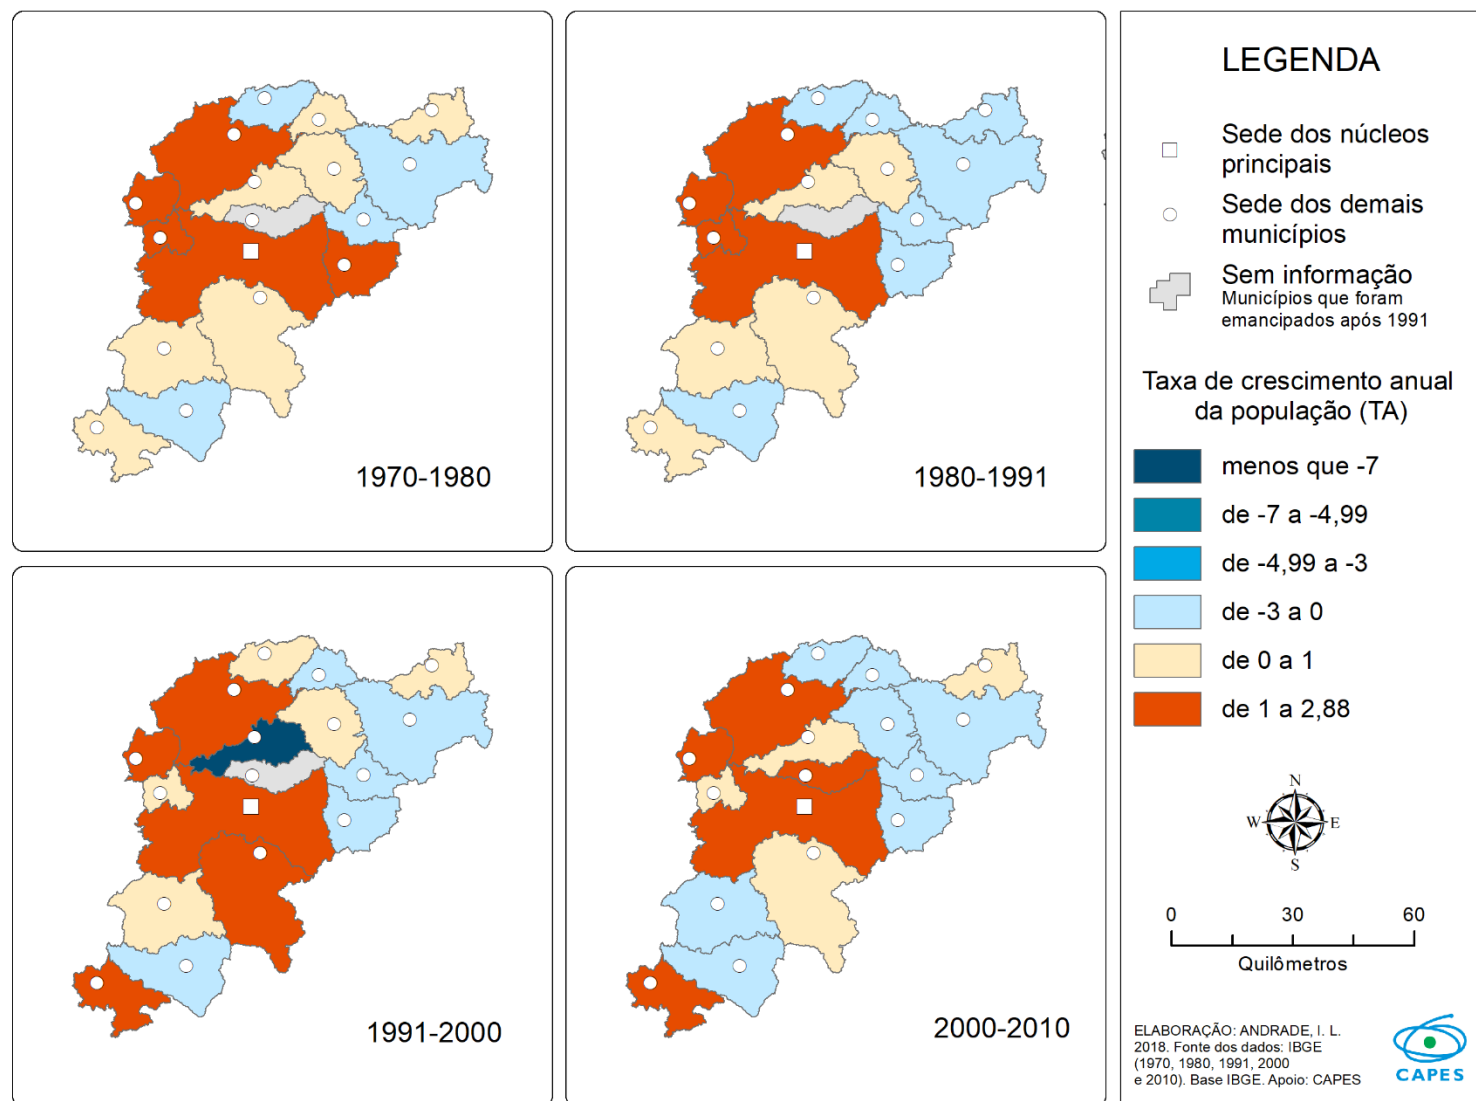 1970-1980
1980-1991
1991-2000
2000-2010
LEGENDA
Sede dos núcleos
principais
Sede dos demais
municípios
Sem informação
Municípios que foram
emancipados após 1991
Taxa de crescimento anual
da população (TA)
menos que -7
de -7 a -4,99
de -4,99 a -3
de -3 a 0
de 0 a 1
de 1 a 2,88
N
W E
S
0 30 60
Quilômetros
ELABORAÇÃO: ANDRADE, I. L.
2018. Fonte dos dados: IBGE
(1970, 1980, 1991, 2000
e 2010). Base IBGE. Apoio: CAPES
CAPES